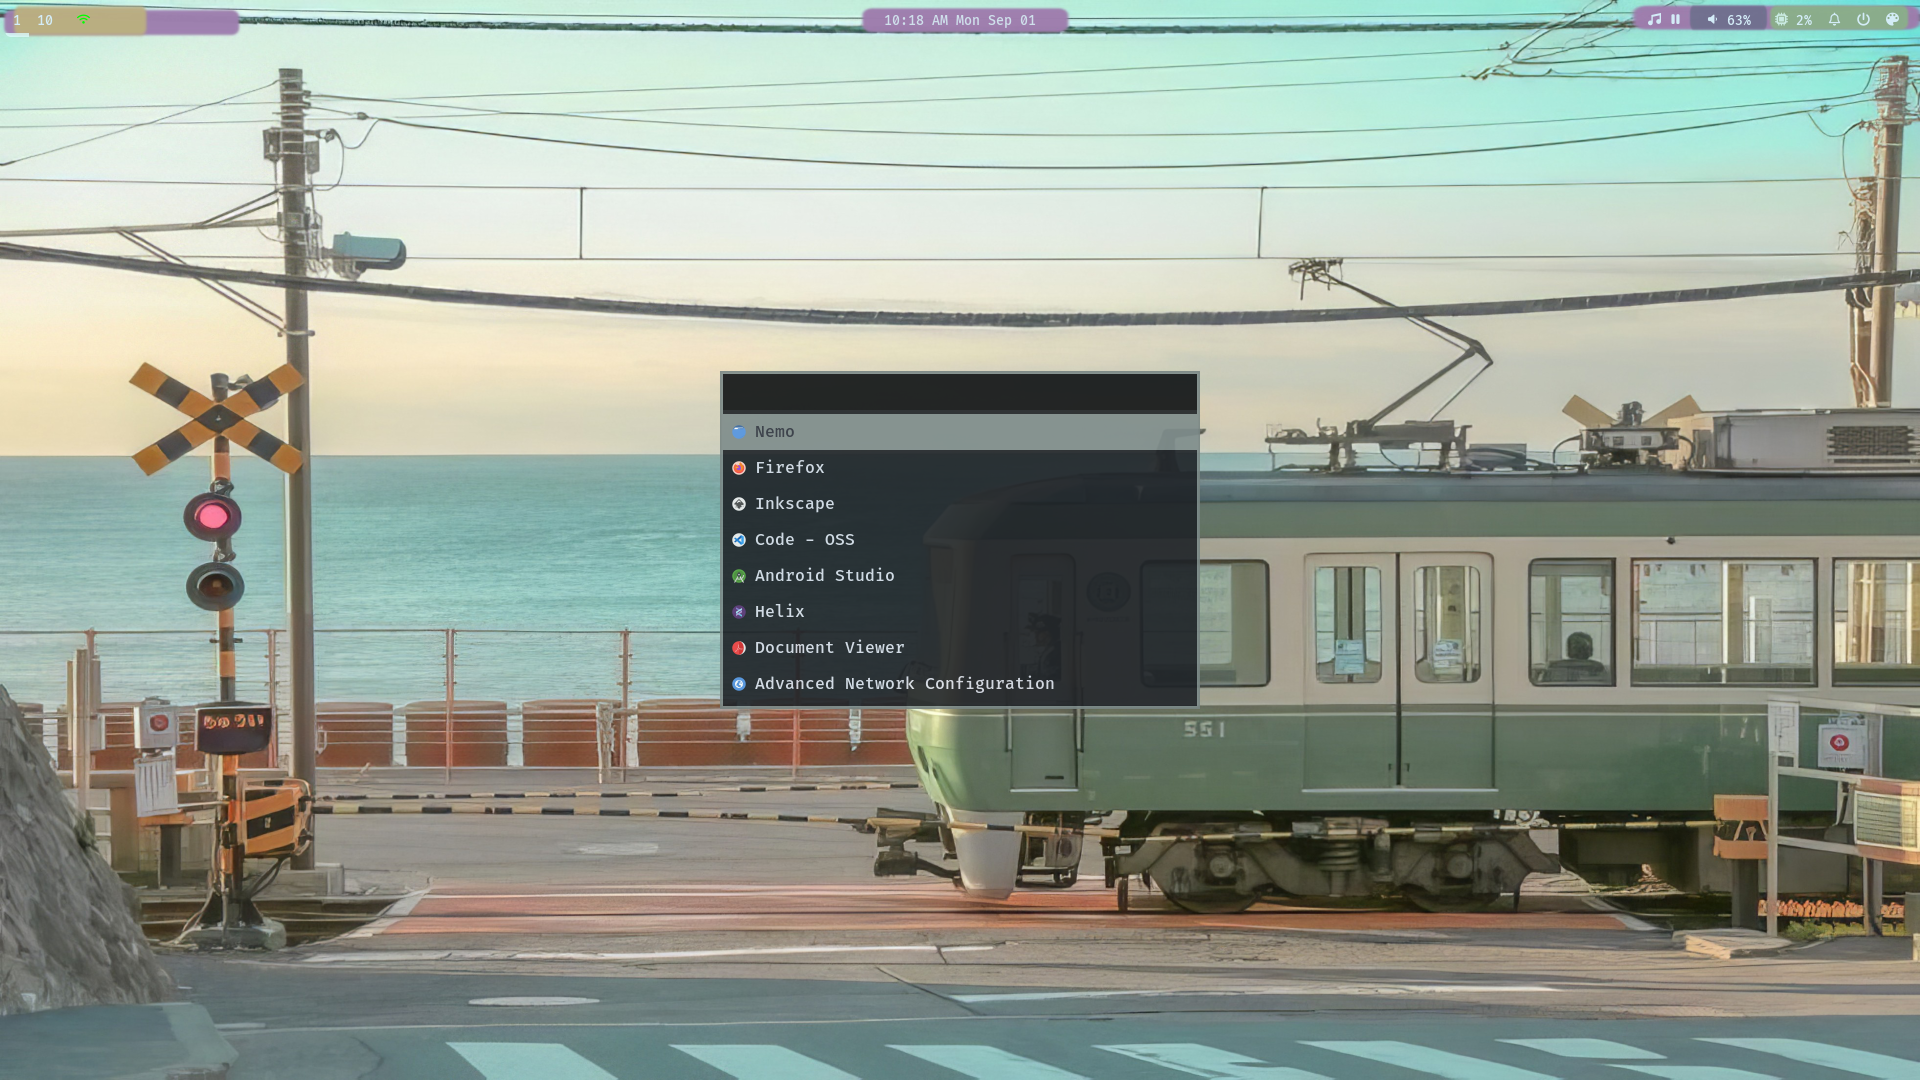 1 10
10:18 AM Mon Sep 01
63% 2%
Nemo
Firefox
Inkscape
Code - OSS
Android Studio
Helix
Document Viewer
Advanced Network Configuration
551